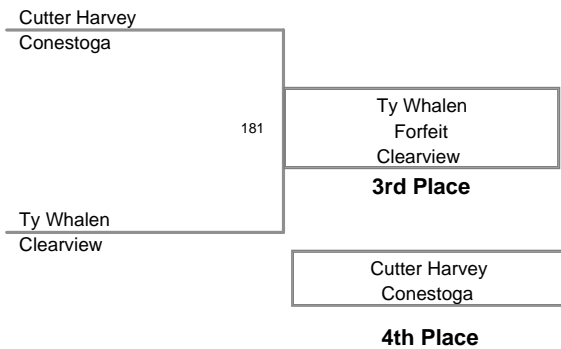 Cutter Harvey
Conestoga
181
Ty Whalen
Forfeit
Clearview
3rd Place
Ty Whalen
Clearview
Cutter Harvey
Conestoga
4th Place